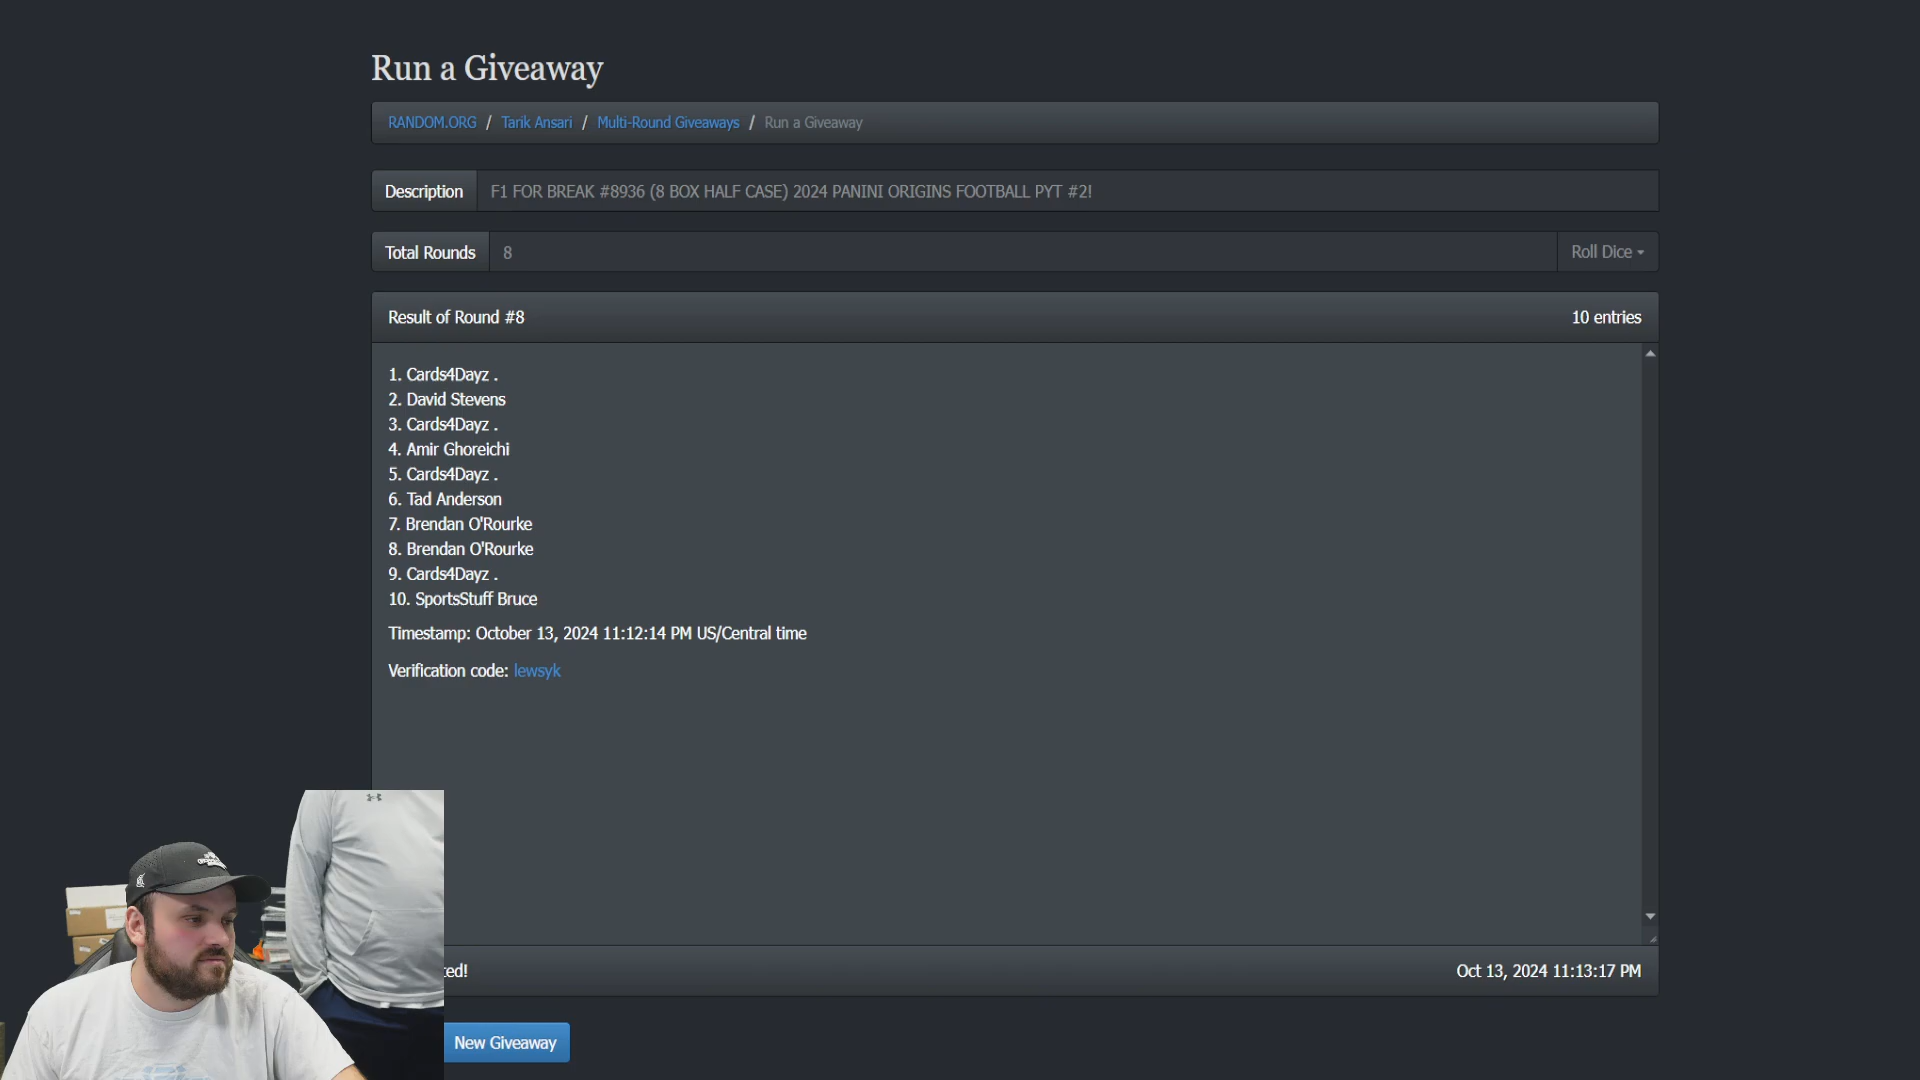 Run a Giveaway
RANDOM.ORG / Tarik Ansari / Multi-Round Giveaways / Run a Giveaway
Description F1 FOR BREAK #8936 (8 BOX HALF CASE) 2024 PANINI ORIGINS FOOTBALL PYT #2!
Total Rounds 8 Roll Dice
Result of Round #8 10 entries
1. Cards4Dayz .
2. David Stevens
3. Cards4Dayz .
4. Amir Ghoreichi
5. Cards4Dayz .
6. Tad Anderson
7. Brendan O'Rourke
8. Brendan O'Rourke
9. Cards4Dayz .
10. SportsStuff Bruce
Timestamp: October 13, 2024 11:12:14 PM US/Central time
Verification code: lewsyk
ted! Oct 13, 2024 11:13:17 PM
New Giveaway